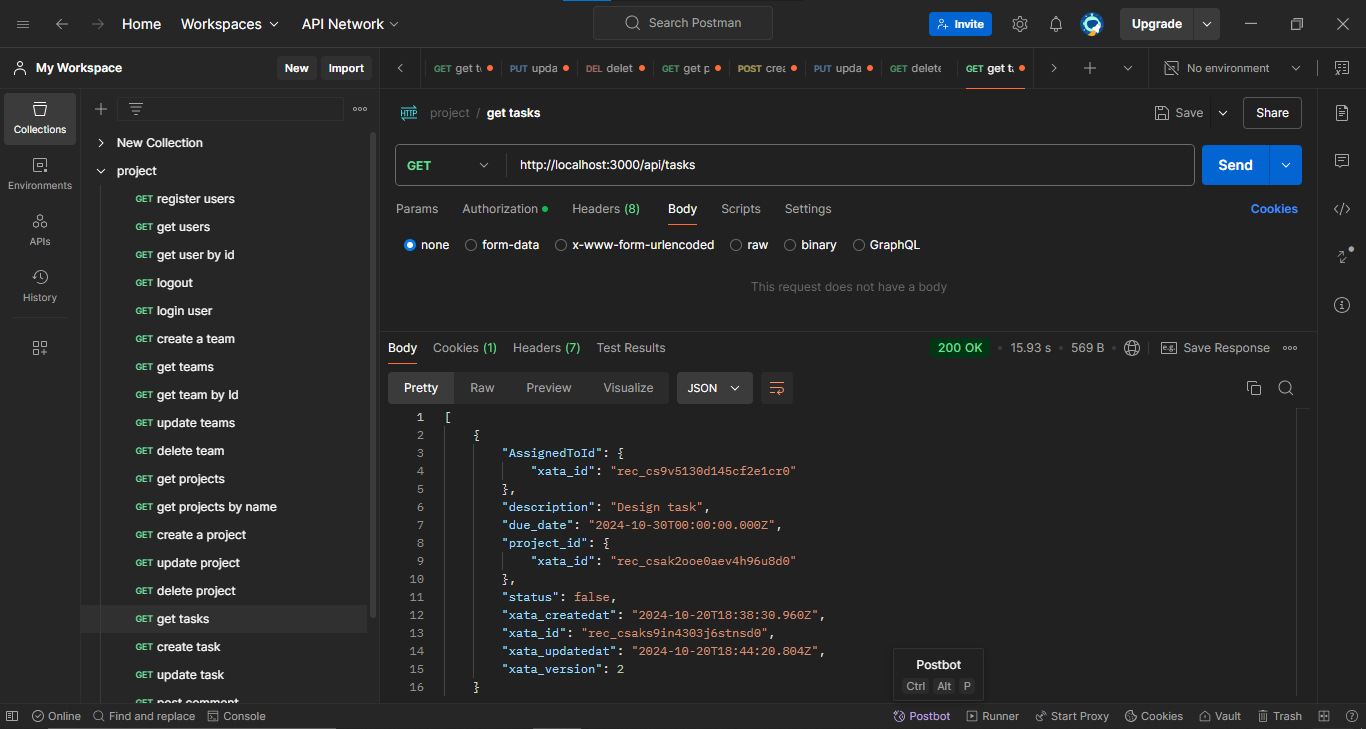 Home Workspaces API Network Search Postman Invite Upgrade
My Workspace New Import GET get t PUT upda DEL delet GET get p POST crea PUT upda GET delete GET get t No environment
Collections
Environments
APIs
History
New Collection
project
GET register users
GET get users
GET get user by id
GET logout
GET login user
GET create a team
GET get teams
GET get team by Id
GET update teams
GET delete team
GET get projects
GET get projects by name
GET create a project
GET update project
GET delete project
GET get tasks
GET create task
GET update task
GET post comment
HTTP project / get tasks Save Share
GET http://localhost:3000/api/tasks Send
Params Authorization Headers (8) Body Scripts Settings Cookies
none form-data x-www-form-urlencoded raw binary GraphQL
This request does not have a body
Body Cookies (1) Headers (7) Test Results 200 OK 15.93 s 569 B e.g. Save Response
Pretty Raw Preview Visualize JSON
1 [
2 {
3 "AssignedToId": {
4 "xata_id": "rec_cs9v5130d145cf2e1cr0"
5 },
6 "description": "Design task",
7 "due_date": "2024-10-30T00:00:00.000Z",
8 "project_id": {
9 "xata_id": "rec_csak2ooe0aev4h96u8d0"
10 },
11 "status": false,
12 "xata_createdat": "2024-10-20T18:38:30.960Z",
13 "xata_id": "rec_csaks9in4303j6stnsd0",
14 "xata_updatedat": "2024-10-20T18:44:20.804Z",
15 "xata_version": 2
16 }
Postbot
Ctrl Alt P
Online Find and replace Console Postbot Runner Start Proxy Cookies Vault Trash